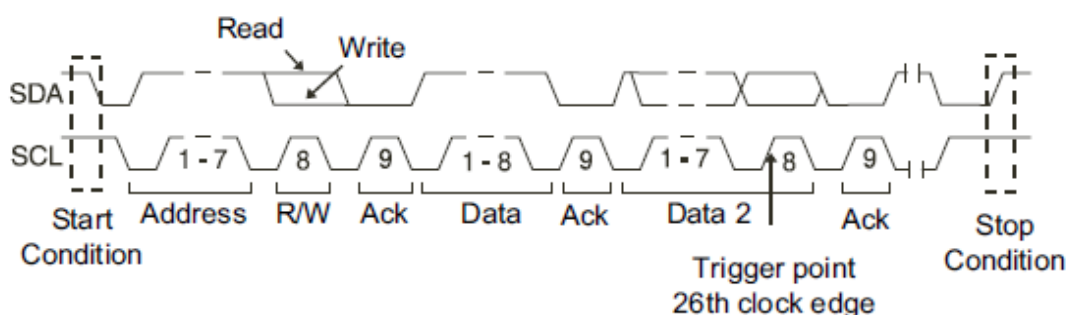 Read
Write
SDA
SCL
1 - 7
8
9
1 - 8
9
1 - 7
8
9
Start
Condition
Address
R/W
Ack
Data
Ack
Data 2
Ack
Stop
Condition
Trigger point
26th clock edge